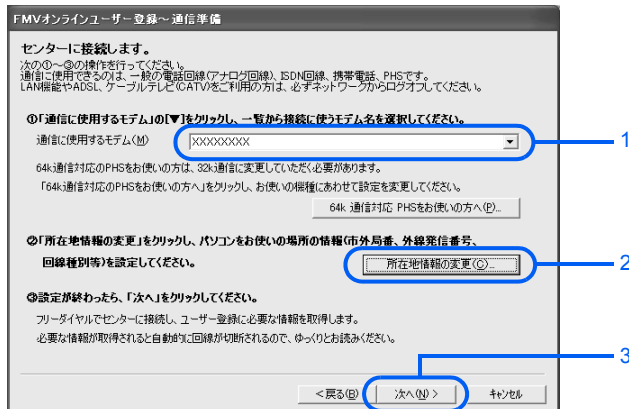 FMVオンラインユーザー登録～通信準備
センターに接続します。
次の①～③の操作を行ってください。
通信に使用できるのは、一般の電話回線(アナログ回線)、ISDN回線、携帯電話、PHSです。
LAN機能やADSL、ケーブルテレビ(CATV)をご利用の方は、必ずネットワークからログオフしてください。
①「通信に使用するモデム」の[▼]をクリックし、一覧から接続に使うモデム名を選択してください。
通信に使用するモデム(M)
XXXXXXXX
1
64k通信対応のPHSをお使いの方は、32k通信に変更していただく必要があります。
「64k通信対応のPHSをお使いの方へ」をクリックし、お使いの機種にあわせて設定を変更してください。
64k 通信対応 PHSをお使いの方へ(P)...
②「所在地情報の変更」をクリックし、パソコンをお使いの場所の情報(市外局番、外線発信番号、
回線種別等)を設定してください。
所在地情報の変更(C)...
2
③設定が終わったら、「次へ」をクリックしてください。
フリーダイヤルでセンターに接続し、ユーザー登録に必要な情報を取得します。
必要な情報が取得されると自動的に回線が切断されるので、ゆっくりとお読みください。
3
＜戻る(B)
次へ(N)＞
キャンセル